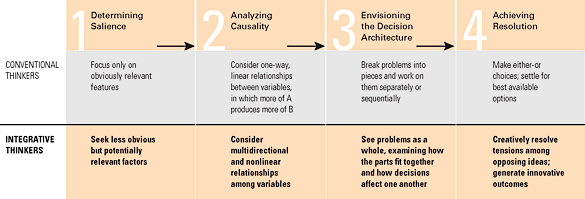 1 Determining
Salience
2 Analyzing
Causality
3 Envisioning
the Decision
Architecture
4 Achieving
Resolution
CONVENTIONAL
THINKERS
Focus only on
obviously relevant
features
Consider one-way,
linear relationships
between variables,
in which more of A
produces more of B
Break problems into
pieces and work on
them separately or
sequentially
Make either-or
choices; settle for
best available
options
INTEGRATIVE
THINKERS
Seek less obvious
but potentially
relevant factors
Consider
multidirectional
and nonlinear
relationships
among variables
See problems as a
whole, examining how
the parts fit together
and how decisions
affect one another
Creatively resolve
tensions among
opposing ideas;
generate innovative
outcomes